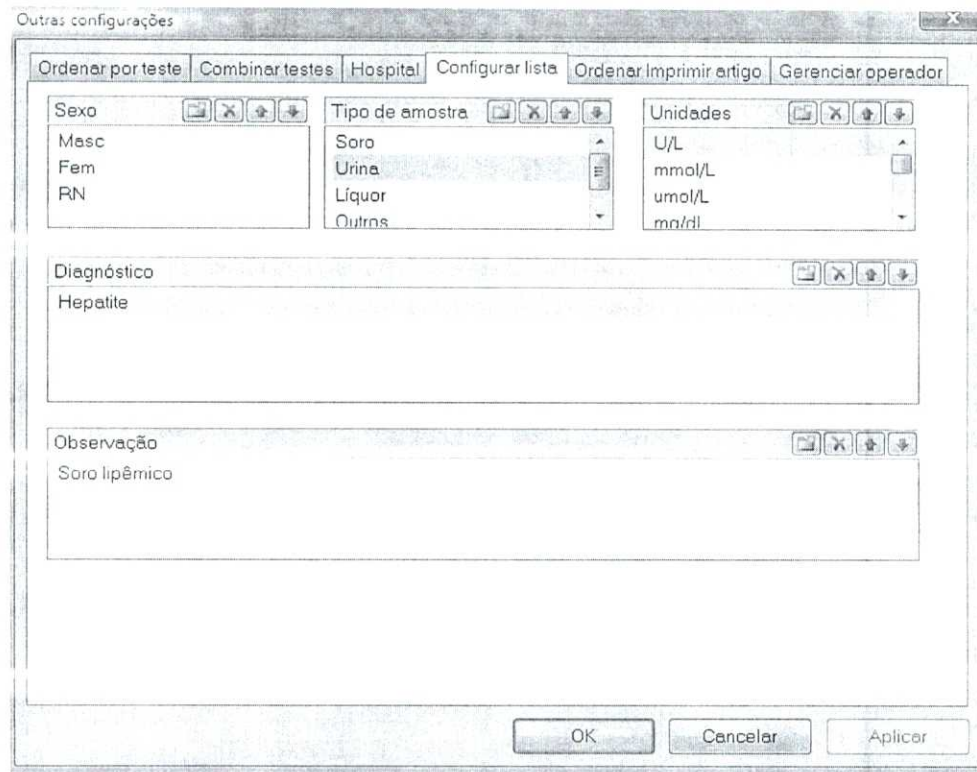 Outras configurações
Ordenar por teste Combinar testes Hospital Configurar lista Ordenar Imprimir artigo Gerenciar operador
Sexo
Masc
Fem
RN
Tipo de amostra
Soro
Urina
Líquor
Outros
Unidades
U/L
mmol/L
umol/L
mg/dl
Diagnóstico
Hepatite
Observação
Soro lipêmico
OK Cancelar Aplicar